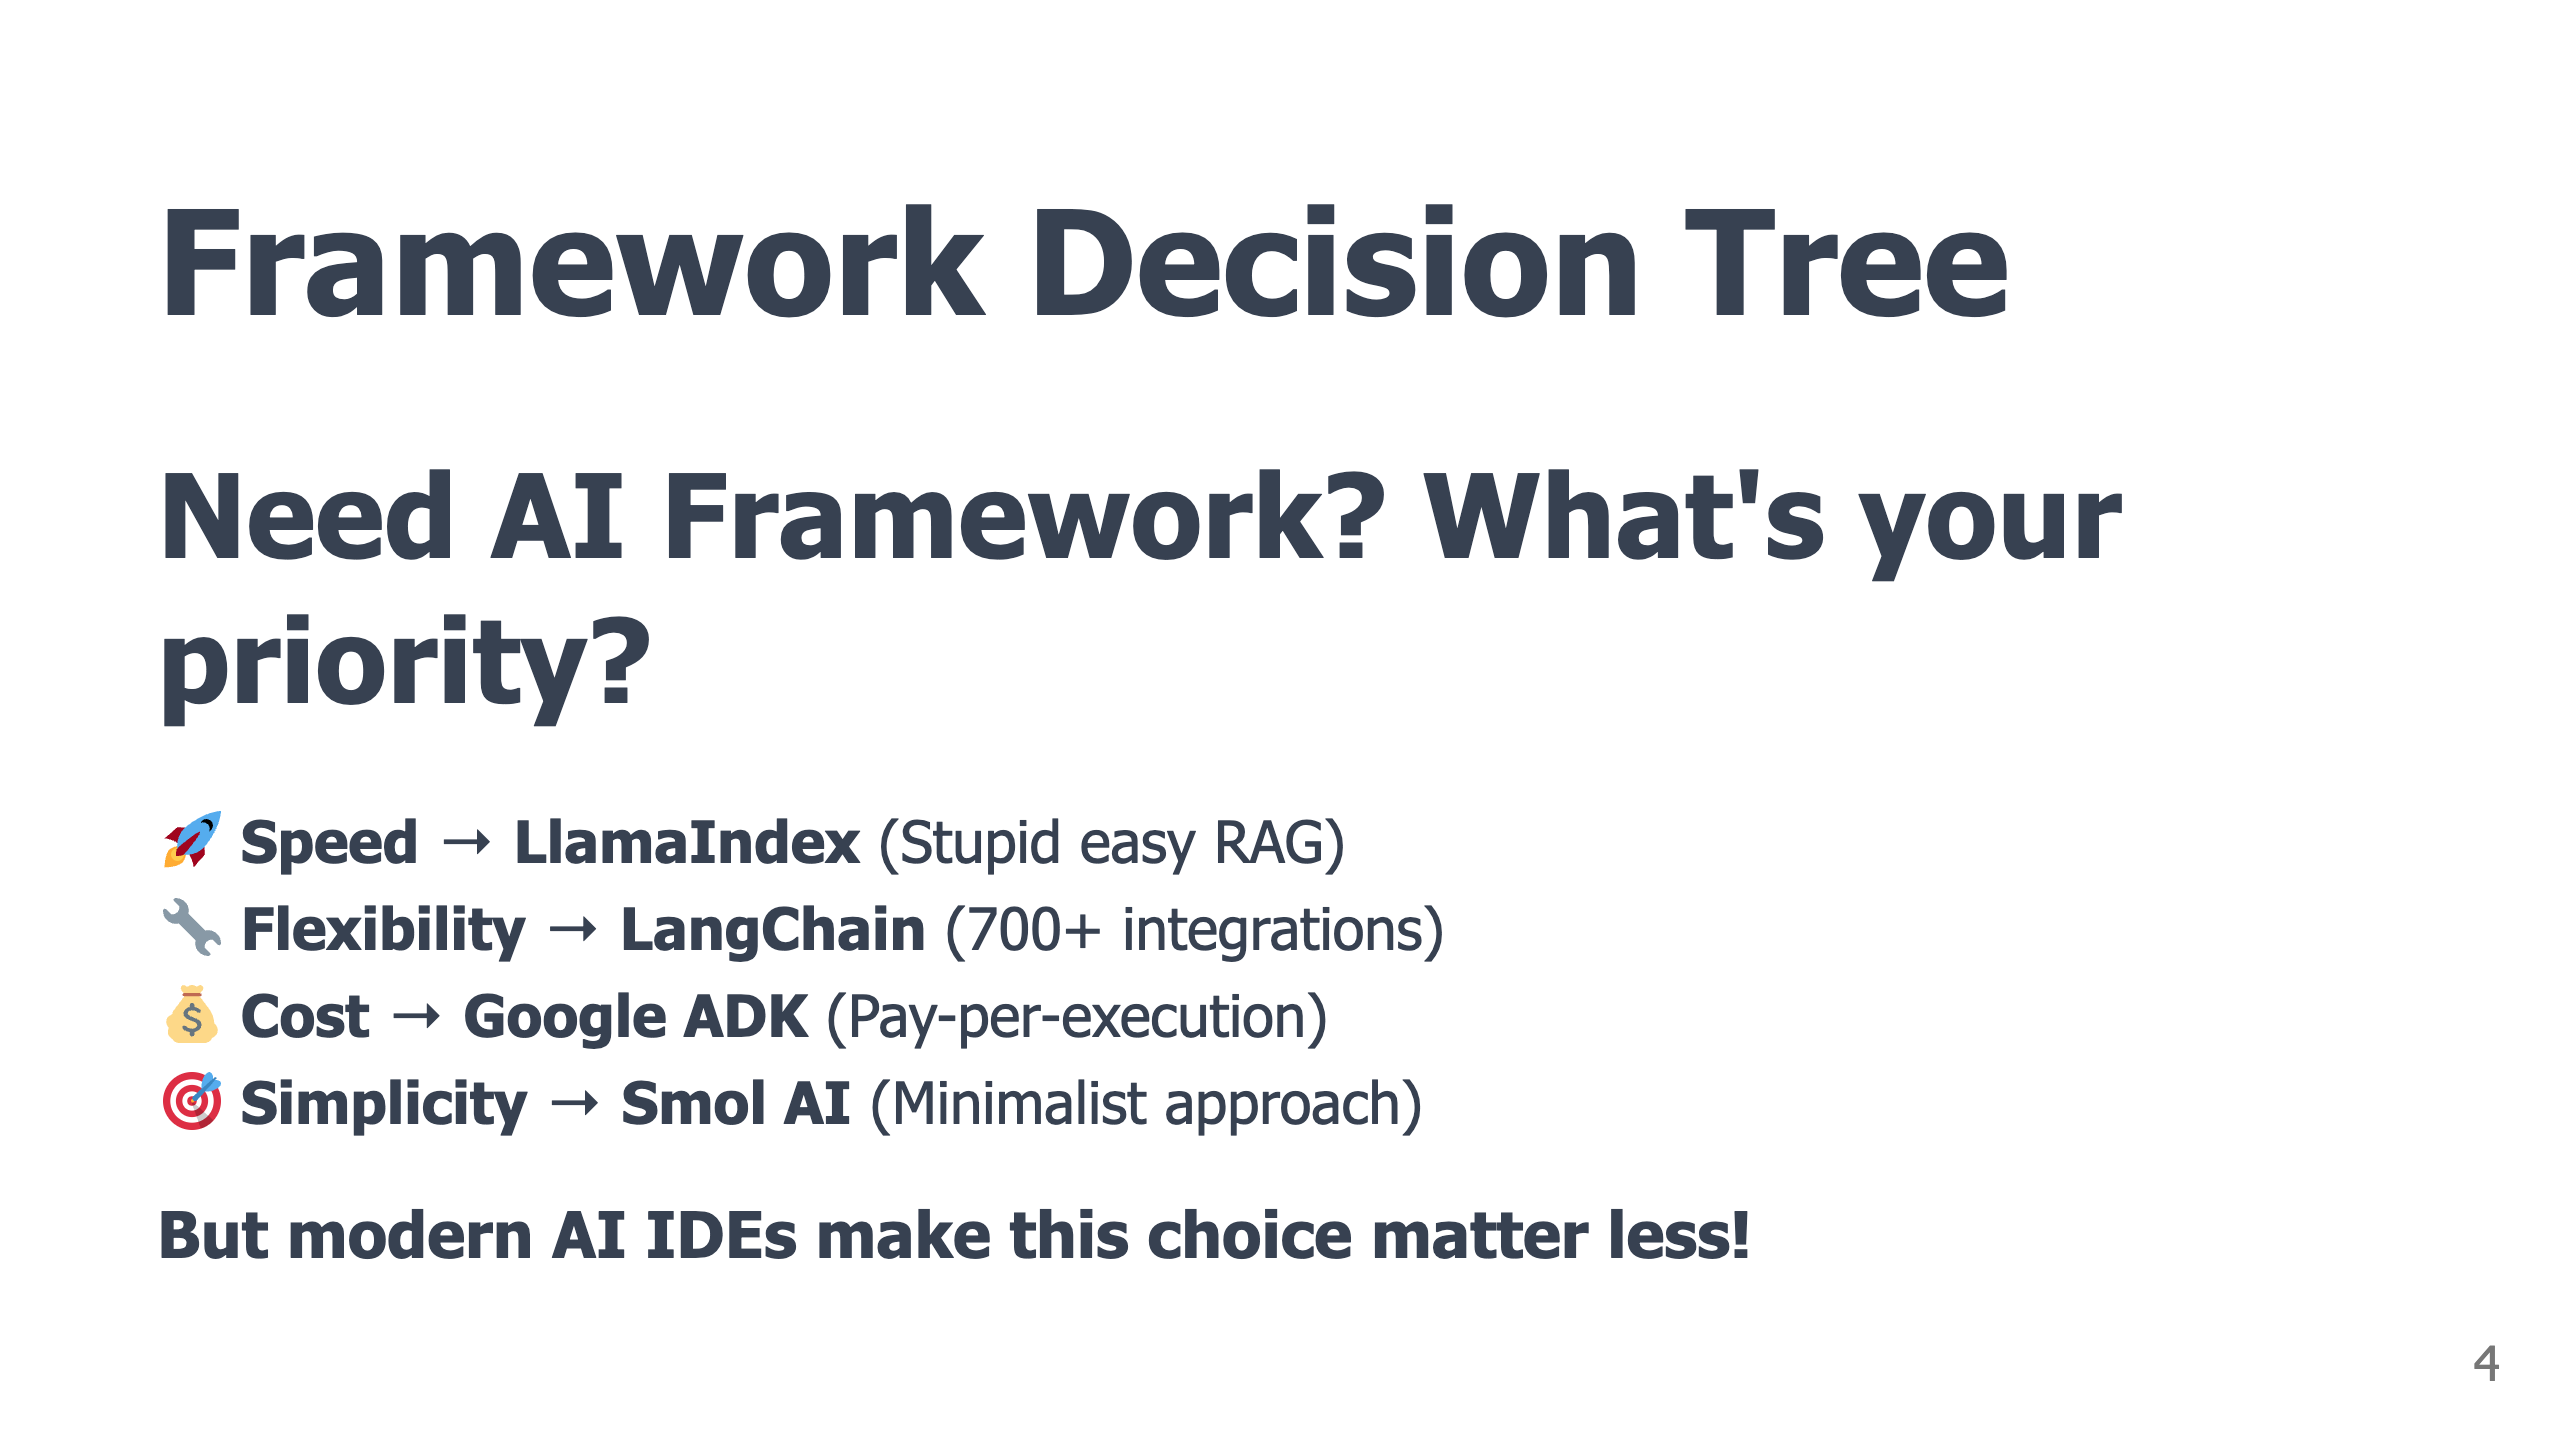 Framework Decision Tree
Need AI Framework? What's your
priority?
🚀 Speed → LlamaIndex (Stupid easy RAG)
🔧 Flexibility → LangChain (700+ integrations)
💰 Cost → Google ADK (Pay-per-execution)
🎯 Simplicity → Smol AI (Minimalist approach)
But modern AI IDEs make this choice matter less!
4